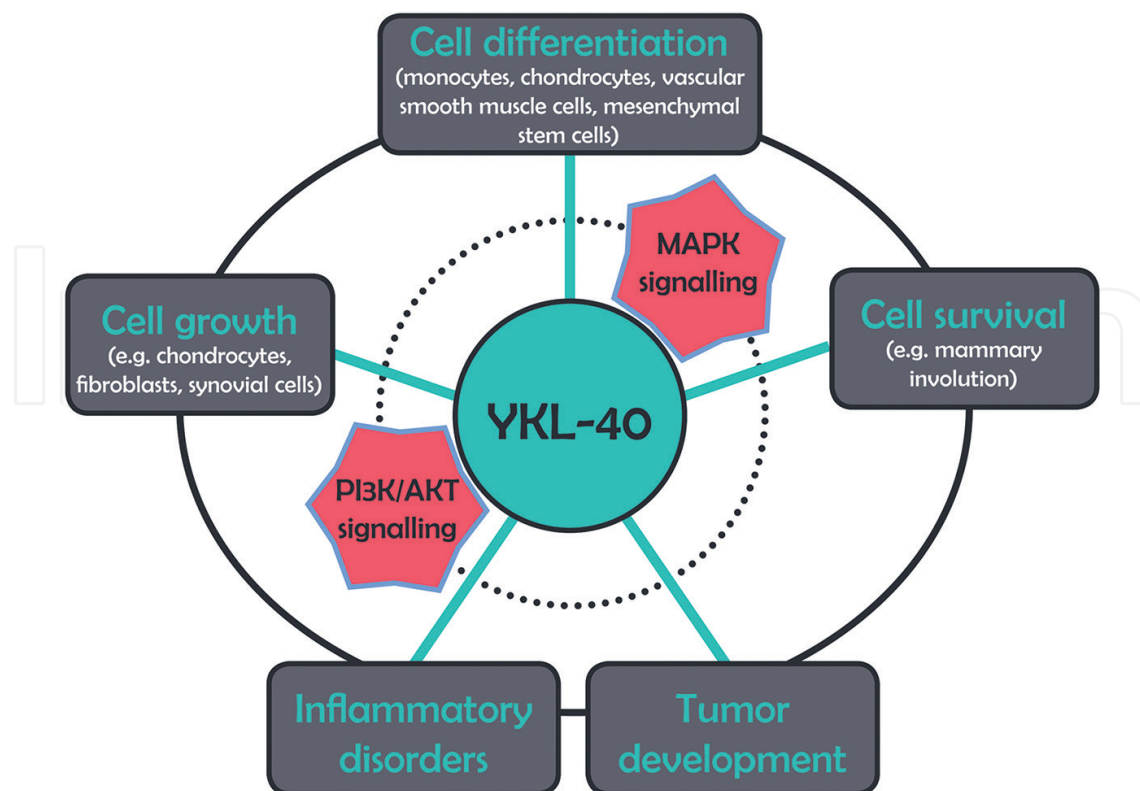 Cell differentiation
(monocytes, chondrocytes, vascular
smooth muscle cells, mesenchymal
stem cells)
MAPK
signalling
Cell growth
(e.g. chondrocytes,
fibroblasts, synovial cells)
Cell survival
(e.g. mammary
involution)
YKL-40
PI3K/AKT
signalling
Inflammatory
disorders
Tumor
development